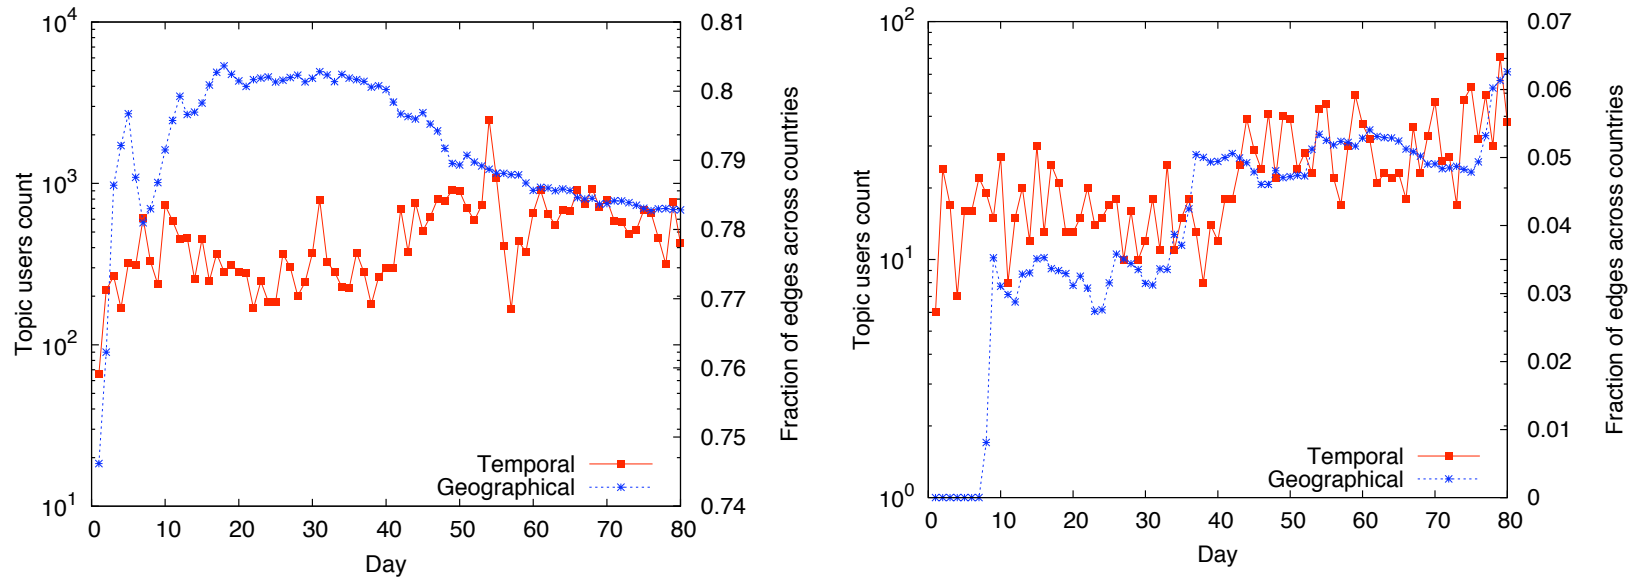 10^4
10^3
10^2
10^1
Topic users count
0.81
0.8
0.79
0.78
0.77
0.76
0.75
0.74
Fraction of edges across countries
Temporal
Geographical
0 10 20 30 40 50 60 70 80
Day
10^2
10^1
10^0
Topic users count
0.07
0.06
0.05
0.04
0.03
0.02
0.01
0
Fraction of edges across countries
Temporal
Geographical
0 10 20 30 40 50 60 70 80
Day